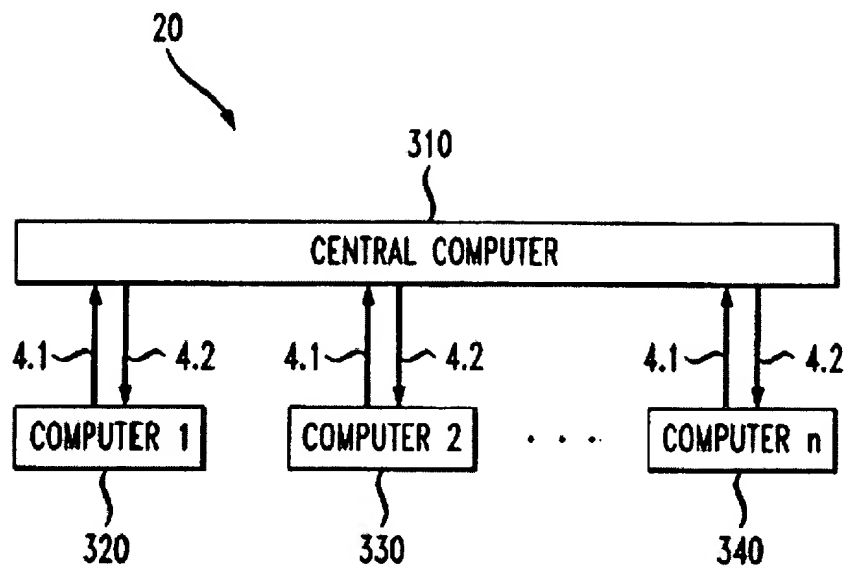 20
310
CENTRAL COMPUTER
4.1 4.2 4.1 4.2 4.1 4.2
COMPUTER 1 COMPUTER 2 . . . COMPUTER n
320 330 340